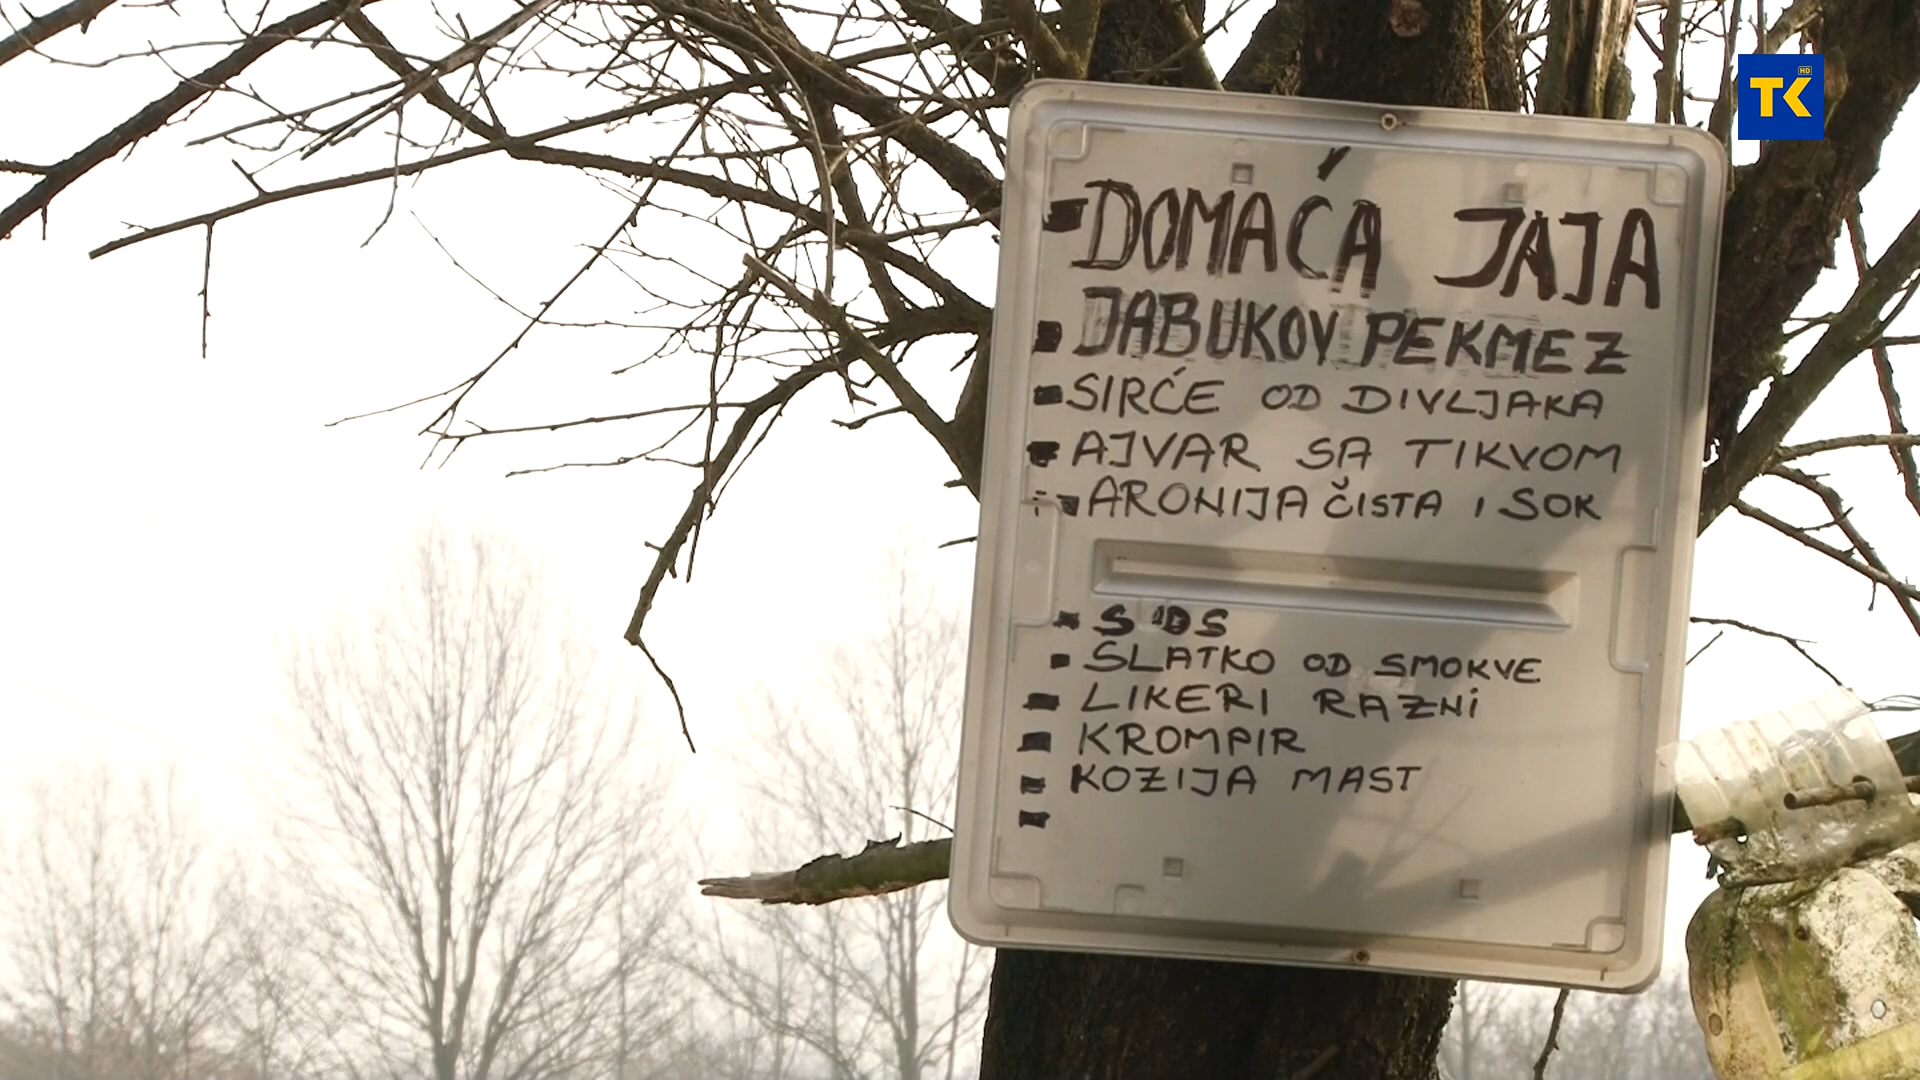 TK HD
DOMAĆA JAJA
JABUKOV PEKMEZ
SIRĆE OD DIVLJAKA
AJVAR SA TIKVOM
ARONIJA ČISTA I SOK
SLATKO OD SMOKVE
LIKERI RAZNI
KROMPIR
KOZIJA MAST